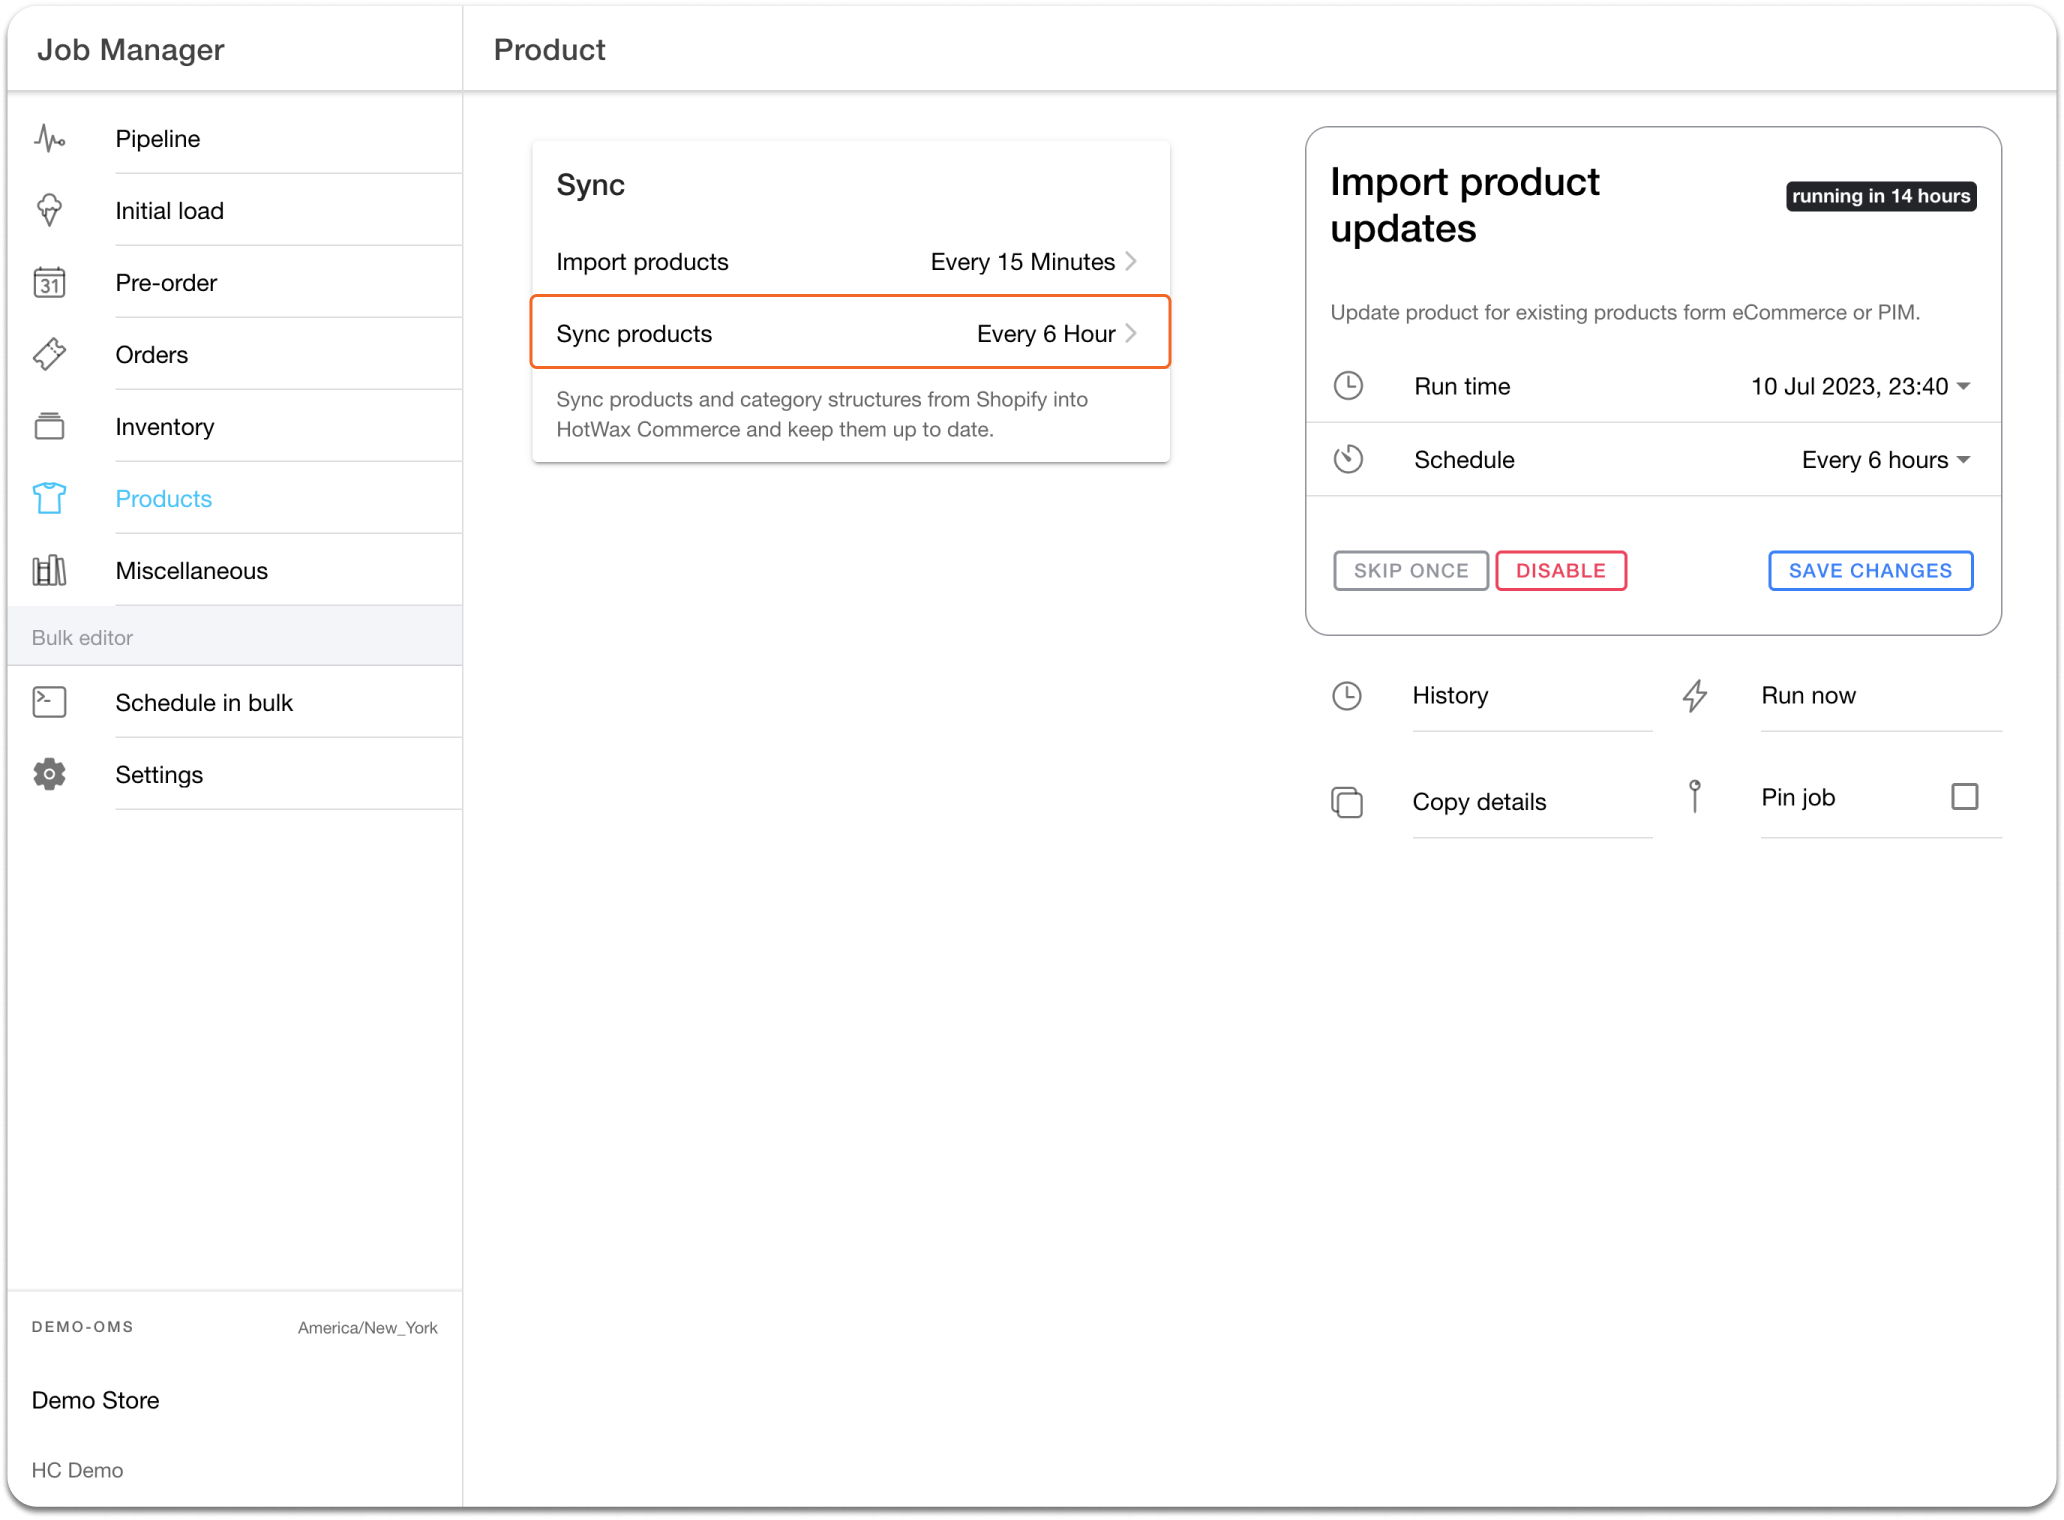 Job Manager
Product
Pipeline
Initial load
31
Pre-order
Orders
Inventory
Products
Miscellaneous
Bulk editor
Schedule in bulk
Settings
DEMO-OMS America/New_York
Demo Store
HC Demo
Sync
Import products Every 15 Minutes
Sync products Every 6 Hour
Sync products and category structures from Shopify into
HotWax Commerce and keep them up to date.
Import product
updates
running in 14 hours
Update product for existing products form eCommerce or PIM.
Run time 10 Jul 2023, 23:40
Schedule Every 6 hours
SKIP ONCE DISABLE SAVE CHANGES
History Run now
Copy details Pin job